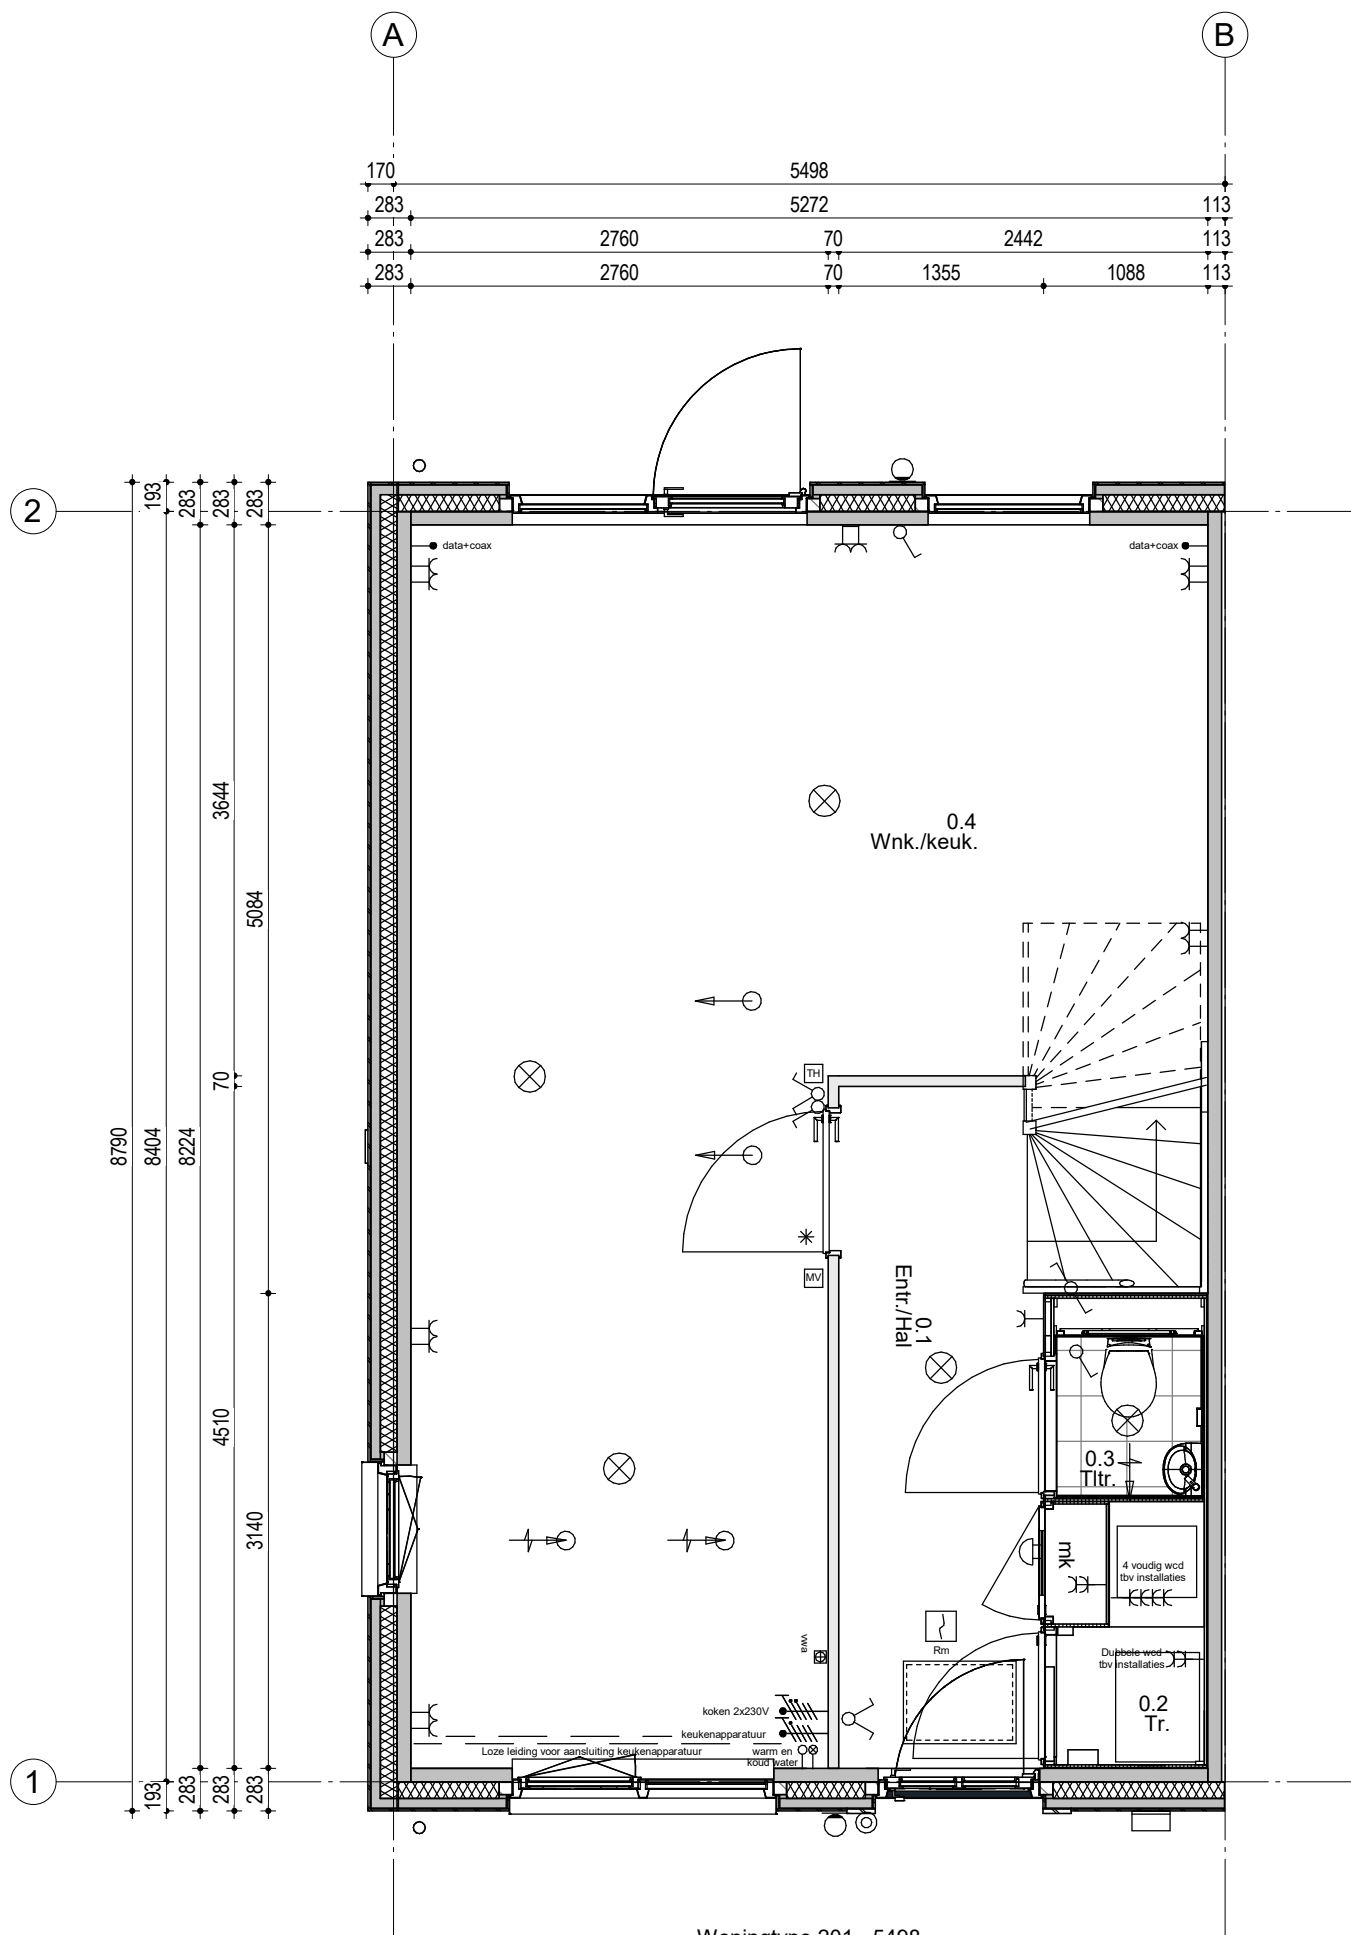 A
B
170
5498
283
5272
113
283
2760
70
2442
113
283
2760
70
1355
1088
113
2
193
283
283
283
data+coax
data+coax
3644
0.4
Wnk./keuk.
5084
70
TH
8790
8404
8224
MV
0.1
Entr./Hal
4510
0.3
Tltr.
3140
mk
4 voudig wcd
tbv installaties
vwa
Rm
Dubbele wcd
tbv installaties
0.2
Tr.
koken 2x230V
keukenapparatuur
Loze leiding voor aansluiting keukenapparatuur
warm en
koud water
1
193
283
283
283
Woningtype 201 - 5498